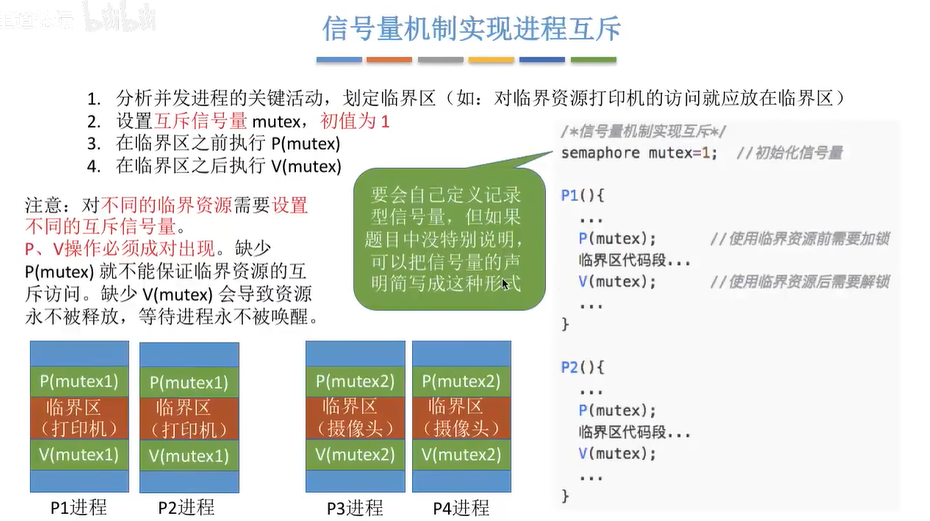 bilibili
信号量机制实现进程互斥
1. 分析并发进程的关键活动，划定临界区（如：对临界资源打印机的访问就应放在临界区）
2. 设置互斥信号量 mutex，初值为 1
3. 在临界区之前执行 P(mutex)
4. 在临界区之后执行 V(mutex)
注意：对不同的临界资源需要设置
不同的互斥信号量。
P、V操作必须成对出现。缺少
P(mutex) 就不能保证临界资源的互
斥访问。缺少 V(mutex) 会导致资源
永不被释放，等待进程永不被唤醒。
要会自己定义记录
型信号量，但如果
题目中没特别说明，
可以把信号量的声
明简写成这种形式
/*信号量机制实现互斥*/
semaphore mutex=1; //初始化信号量
P1(){
...
P(mutex); //使用临界资源前需要加锁
临界区代码段...
V(mutex); //使用临界资源后需要解锁
...
}
P2(){
...
P(mutex);
临界区代码段...
V(mutex);
...
}
P(mutex1)
临界区
（打印机）
V(mutex1)
P1进程
P(mutex1)
临界区
（打印机）
V(mutex1)
P2进程
P(mutex2)
临界区
（摄像头）
V(mutex2)
P3进程
P(mutex2)
临界区
（摄像头）
V(mutex2)
P4进程